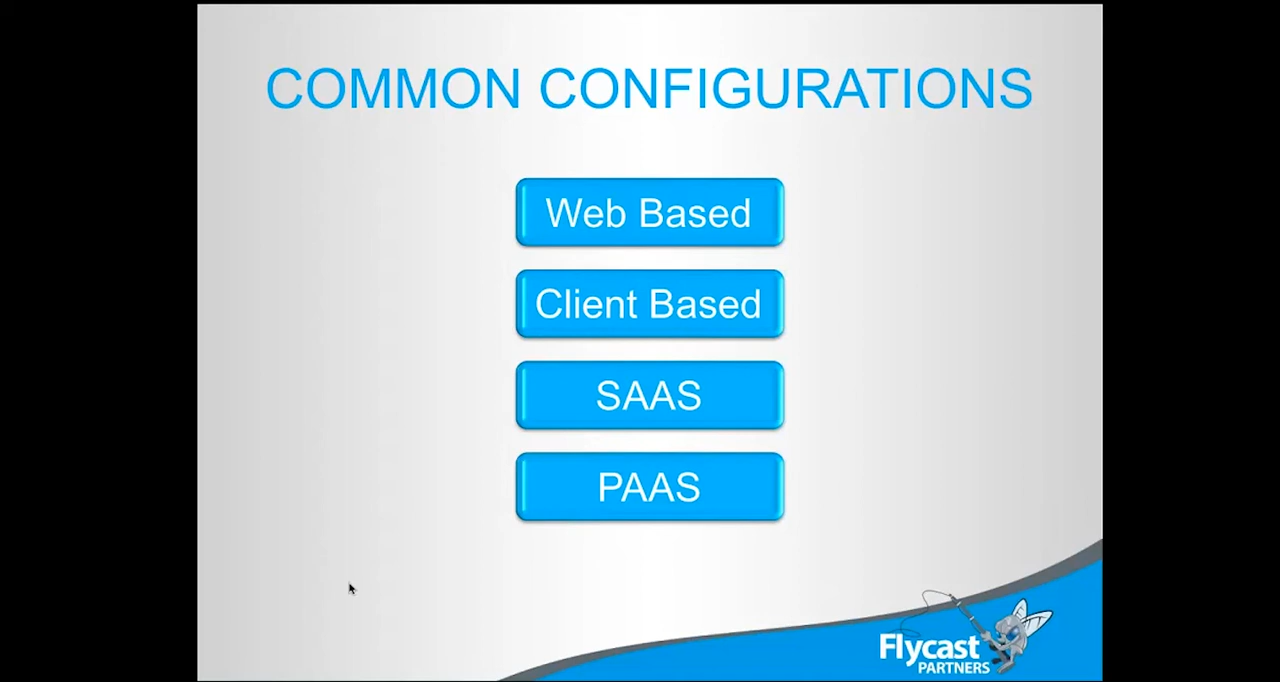 COMMON CONFIGURATIONS
Web Based
Client Based
SAAS
PAAS
Flycast
PARTNERS